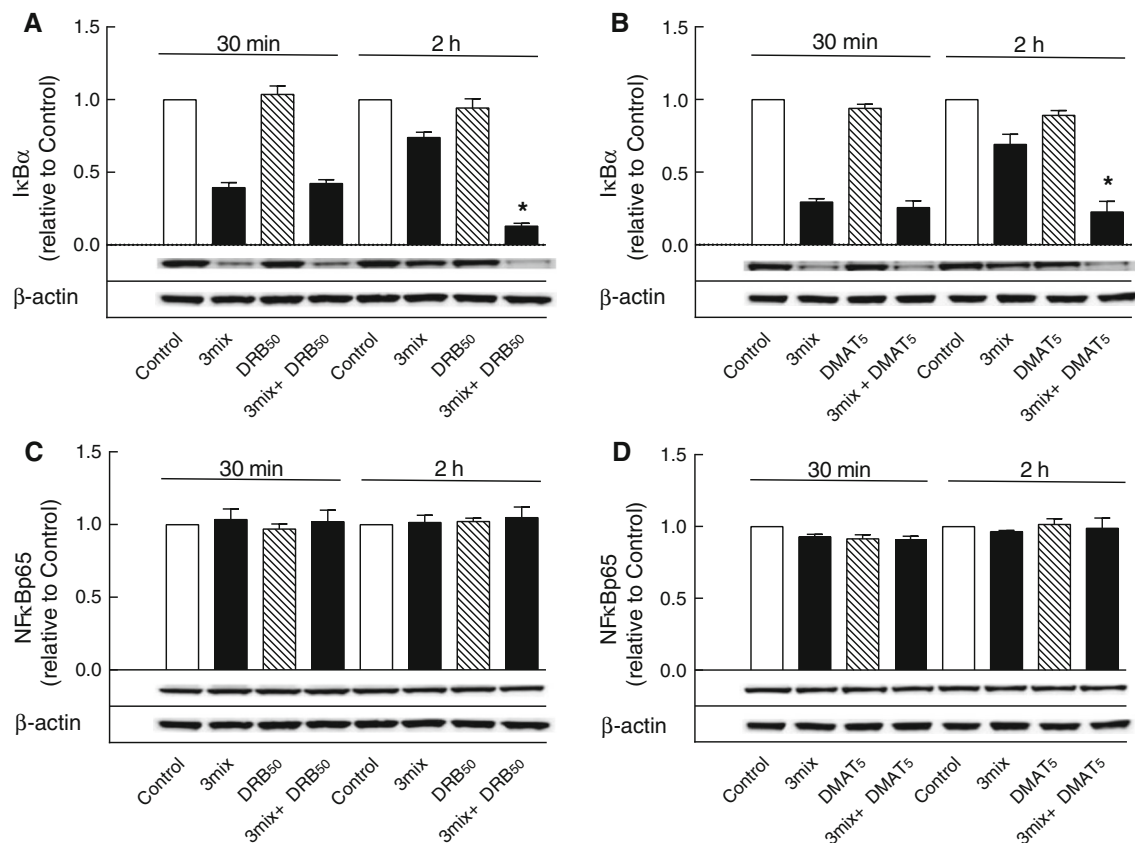 A
1.5
30 min
2 h
1.0
0.5
0.0
IκBα
(relative to Control)
β-actin
Control
3mix
DRB50
3mix+ DRB50
Control
3mix
DRB50
3mix+ DRB50
B
1.5
30 min
2 h
1.0
0.5
0.0
*
*
IκBα
(relative to Control)
β-actin
Control
3mix
DMAT5
3mix + DMAT5
Control
3mix
DMAT5
3mix+ DMAT5
C
1.5
30 min
2 h
1.0
0.5
0.0
NFκBp65
(relative to Control)
β-actin
Control
3mix
DRB50
3mix+ DRB50
Control
3mix
DRB50
3mix+ DRB50
D
1.5
30 min
2 h
1.0
0.5
0.0
NFκBp65
(relative to Control)
β-actin
Control
3mix
DMAT5
3mix+ DMAT5
Control
3mix
DMAT5
3mix+ DMAT5